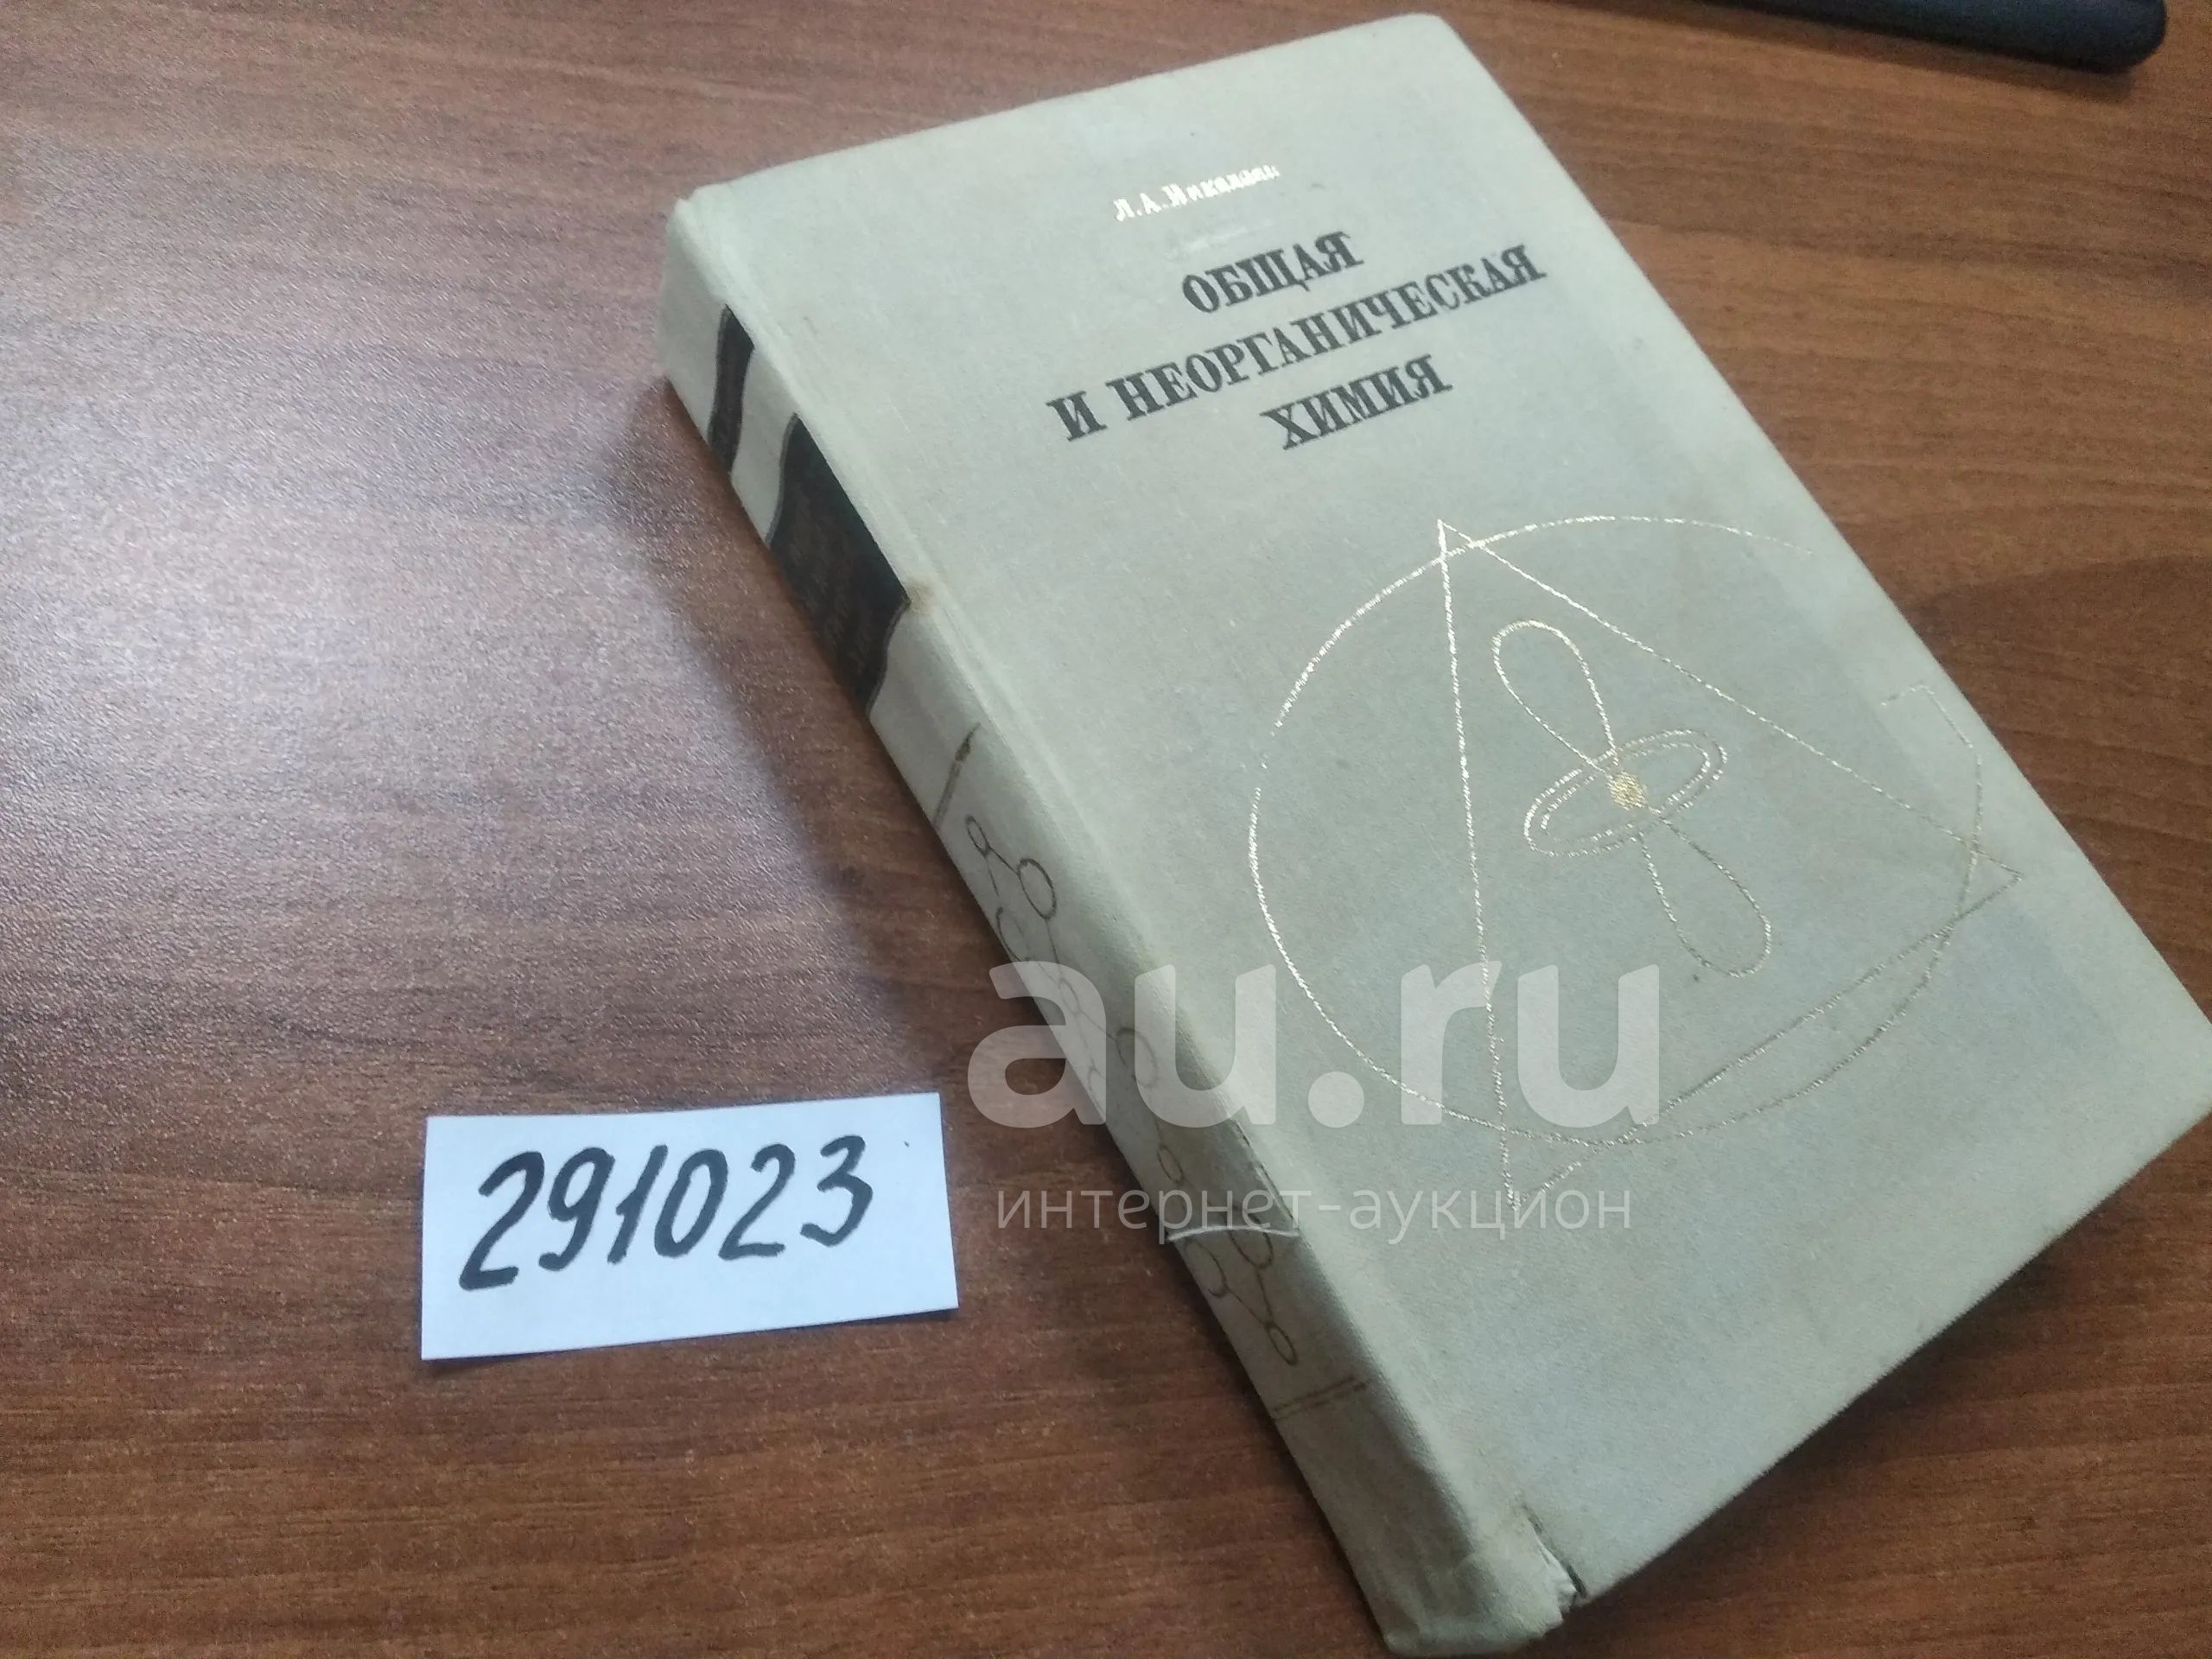 Л.А.Николаев
ОБЩАЯ
И НЕОРГАНИЧЕСКАЯ
ХИМИЯ
au.ru
интернет-аукцион
291023